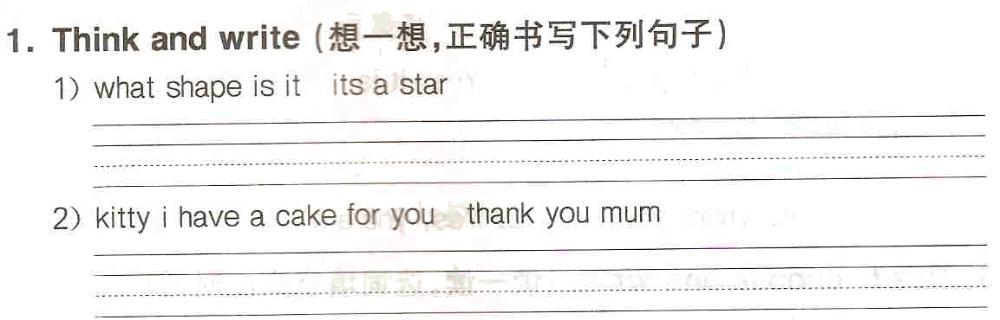 1. Think and write (想一想,正确书写下列句子)
1) what shape is it its a star
2) kitty i have a cake for you thank you mum